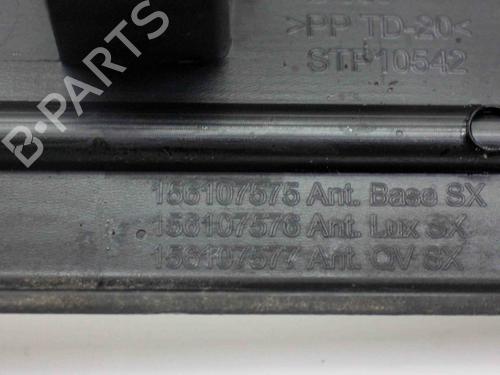 >PP TD-20<
STP10542
B-PARTS
156107575 Ant. Base SX
156107576 Ant. Lux SX
156107577 Ant. QV SX